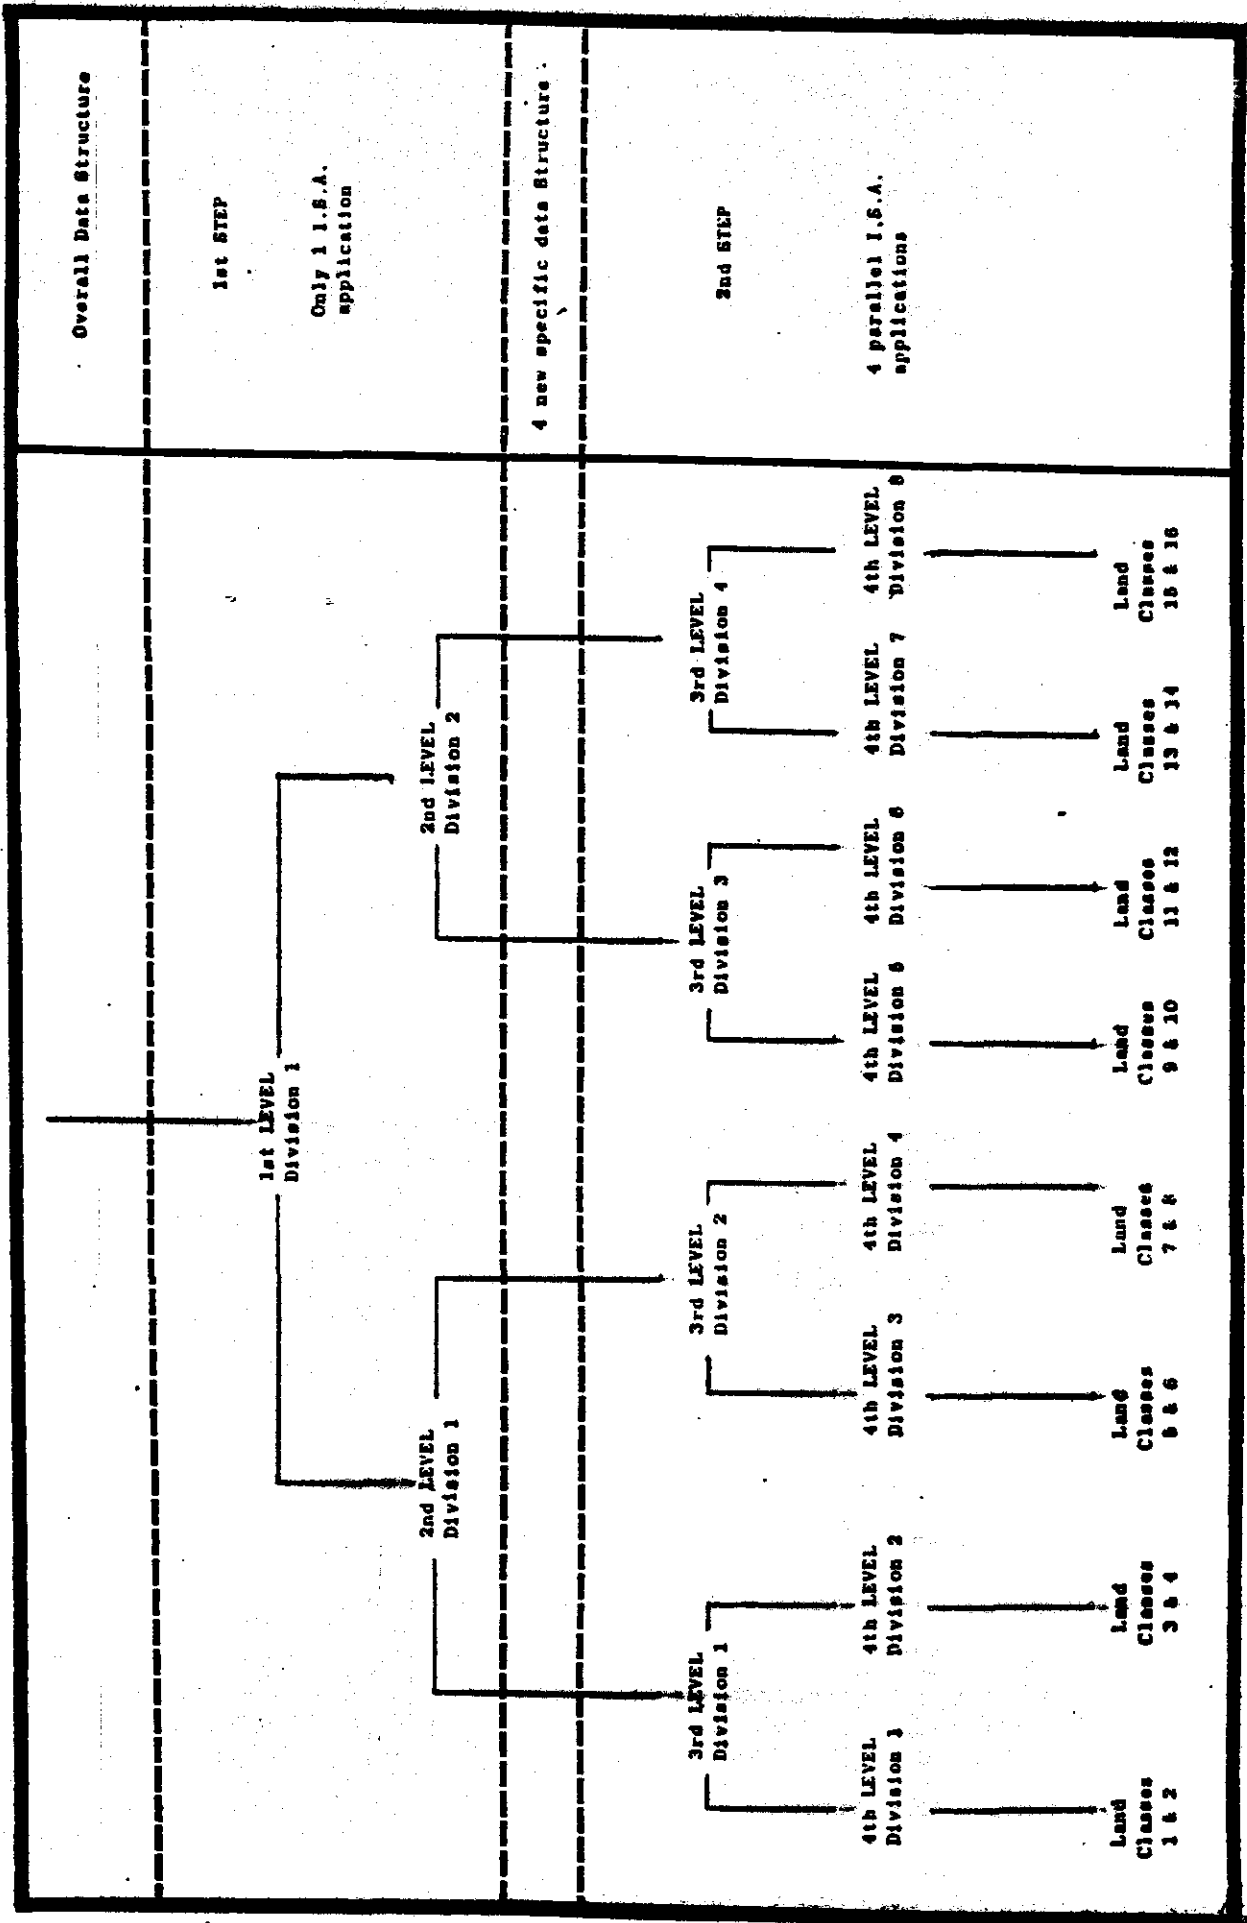 Overall Data Structure
1st STEP
Only 1 I.S.A.
application
4 new specific data Structure
2nd STEP
4 parallel I.S.A.
applications
1st LEVEL
Division 1
2nd LEVEL
Division 1
2nd LEVEL
Division 2
3rd LEVEL
Division 1
3rd LEVEL
Division 2
3rd LEVEL
Division 3
3rd LEVEL
Division 4
4th LEVEL
Division 1
4th LEVEL
Division 2
4th LEVEL
Division 3
4th LEVEL
Division 4
4th LEVEL
Division 5
4th LEVEL
Division 6
4th LEVEL
Division 7
4th LEVEL
Division 8
Land
Classes
1 & 2
Land
Classes
3 & 4
Land
Classes
5 & 6
Land
Classes
7 & 8
Land
Classes
9 & 10
Land
Classes
11 & 12
Land
Classes
13 & 14
Land
Classes
15 & 16